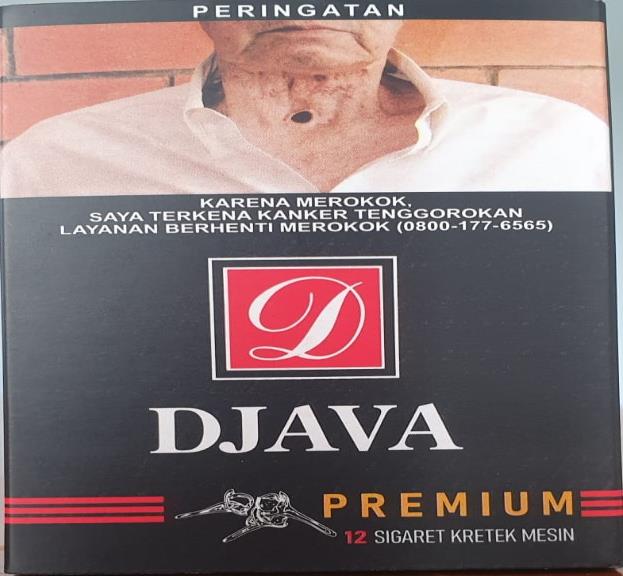 PERINGATAN
KARENA MEROKOK,
SAYA TERKENA KANKER TENGGOROKAN
LAYANAN BERHENTI MEROKOK (0800-177-6565)
D
DJAVA
PREMIUM
12 SIGARET KRETEK MESIN